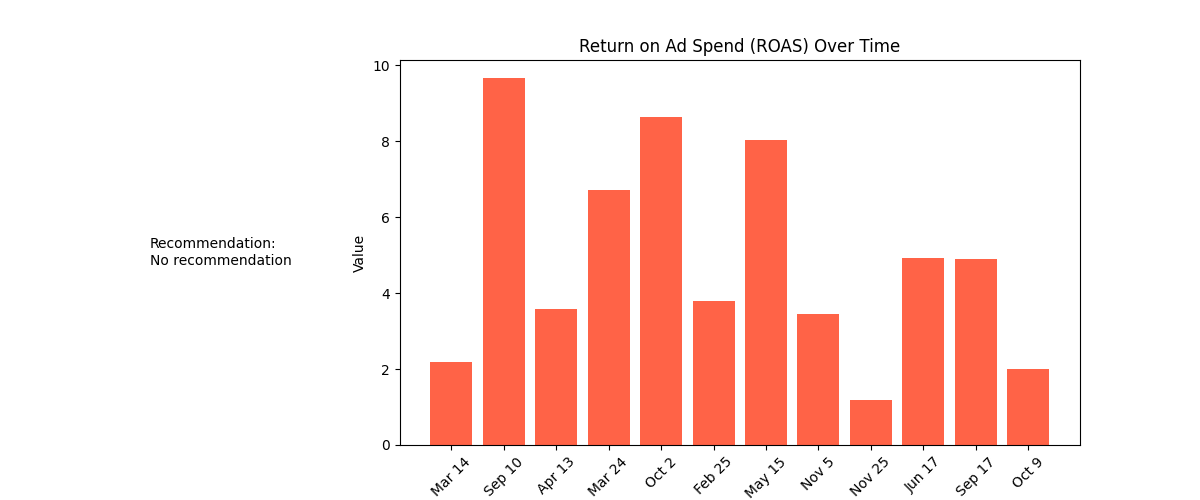 Return on Ad Spend (ROAS) Over Time
Recommendation:
No recommendation
Value
10
8
6
4
2
0
Mar 14
Sep 10
Apr 13
Mar 24
Oct 2
Feb 25
May 15
Nov 5
Nov 25
Jun 17
Sep 17
Oct 9